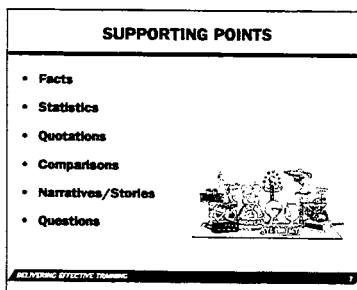 SUPPORTING POINTS
• Facts
• Statistics
• Quotations
• Comparisons
• Narratives/Stories
• Questions
DELIVERING EFFECTIVE TRAINING 7